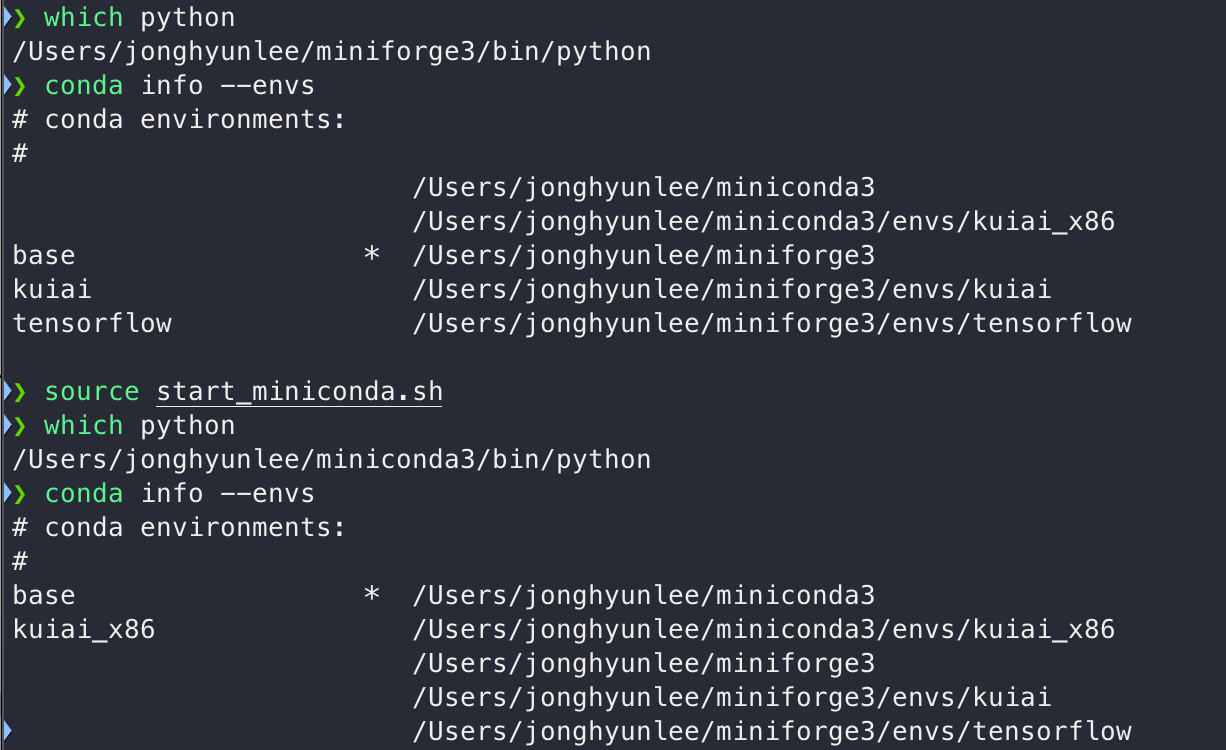 ❯ which python
/Users/jonghyunlee/miniforge3/bin/python
❯ conda info --envs
# conda environments:
#
/Users/jonghyunlee/miniconda3
/Users/jonghyunlee/miniconda3/envs/kuiai_x86
base * /Users/jonghyunlee/miniforge3
kuiai /Users/jonghyunlee/miniforge3/envs/kuiai
tensorflow /Users/jonghyunlee/miniforge3/envs/tensorflow
❯ source start_miniconda.sh
❯ which python
/Users/jonghyunlee/miniconda3/bin/python
❯ conda info --envs
# conda environments:
#
base * /Users/jonghyunlee/miniconda3
kuiai_x86 /Users/jonghyunlee/miniconda3/envs/kuiai_x86
/Users/jonghyunlee/miniforge3
/Users/jonghyunlee/miniforge3/envs/kuiai
/Users/jonghyunlee/miniforge3/envs/tensorflow